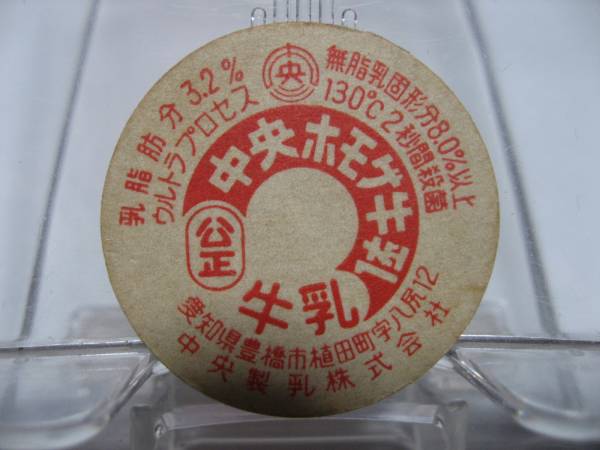 中央
無脂乳固形分8.0%以上
130℃2秒間殺菌
乳脂肪分3.2%
ウルトラプロセス
中央ホモゲキ伍
公正
牛乳
愛知県豊橋市植田町字八尻12
中央製乳株式会社